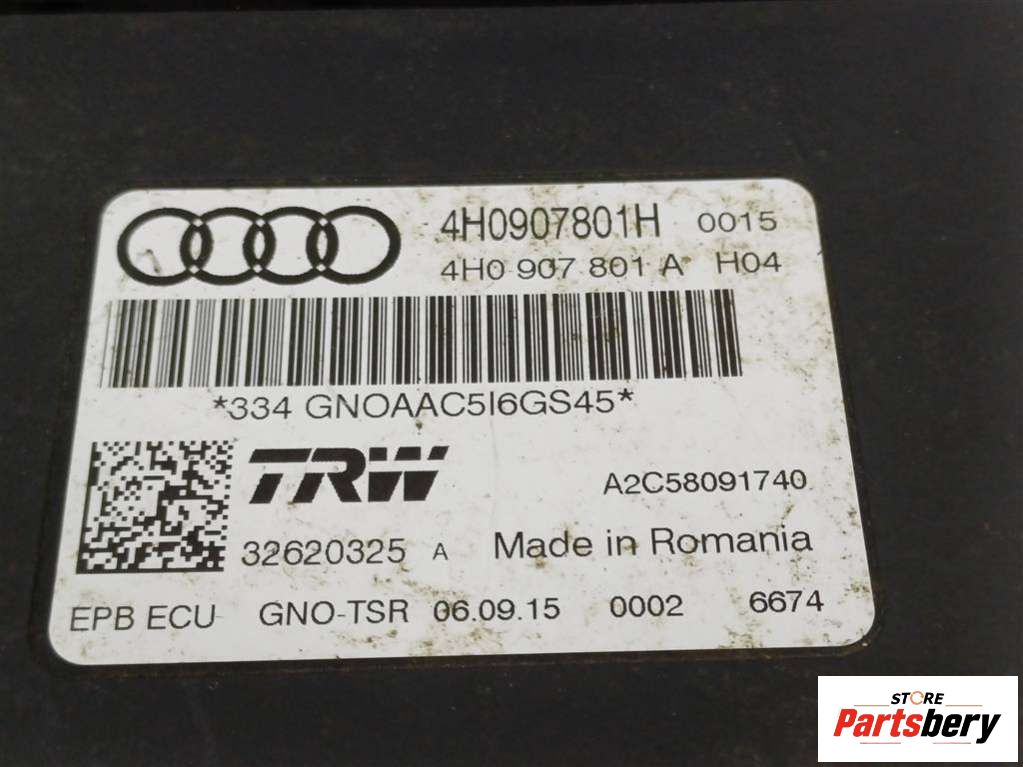 4H0907801H 0015
4H0 907 801 A H04
*334 GNOAAC5I6GS45*
TRW
A2C58091740
32620325 A Made in Romania
EPB ECU GNO-TSR 06.09.15 0002 6674
STORE
Partsbery